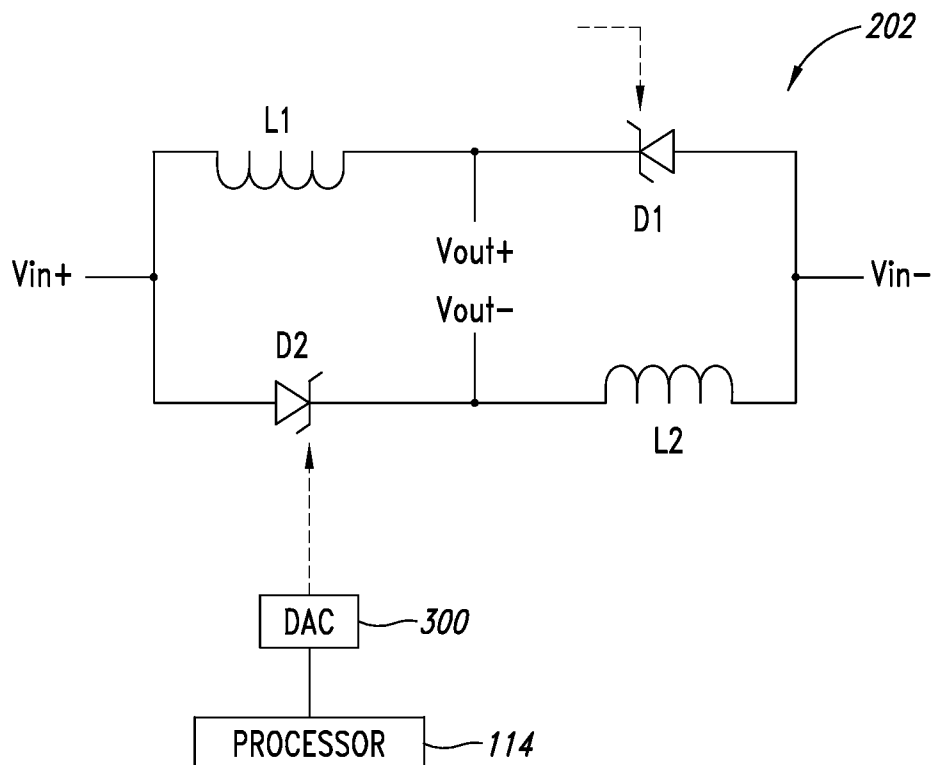 202
L1
D1
Vout+
Vin+
Vin-
Vout-
D2
L2
DAC
300
PROCESSOR
114